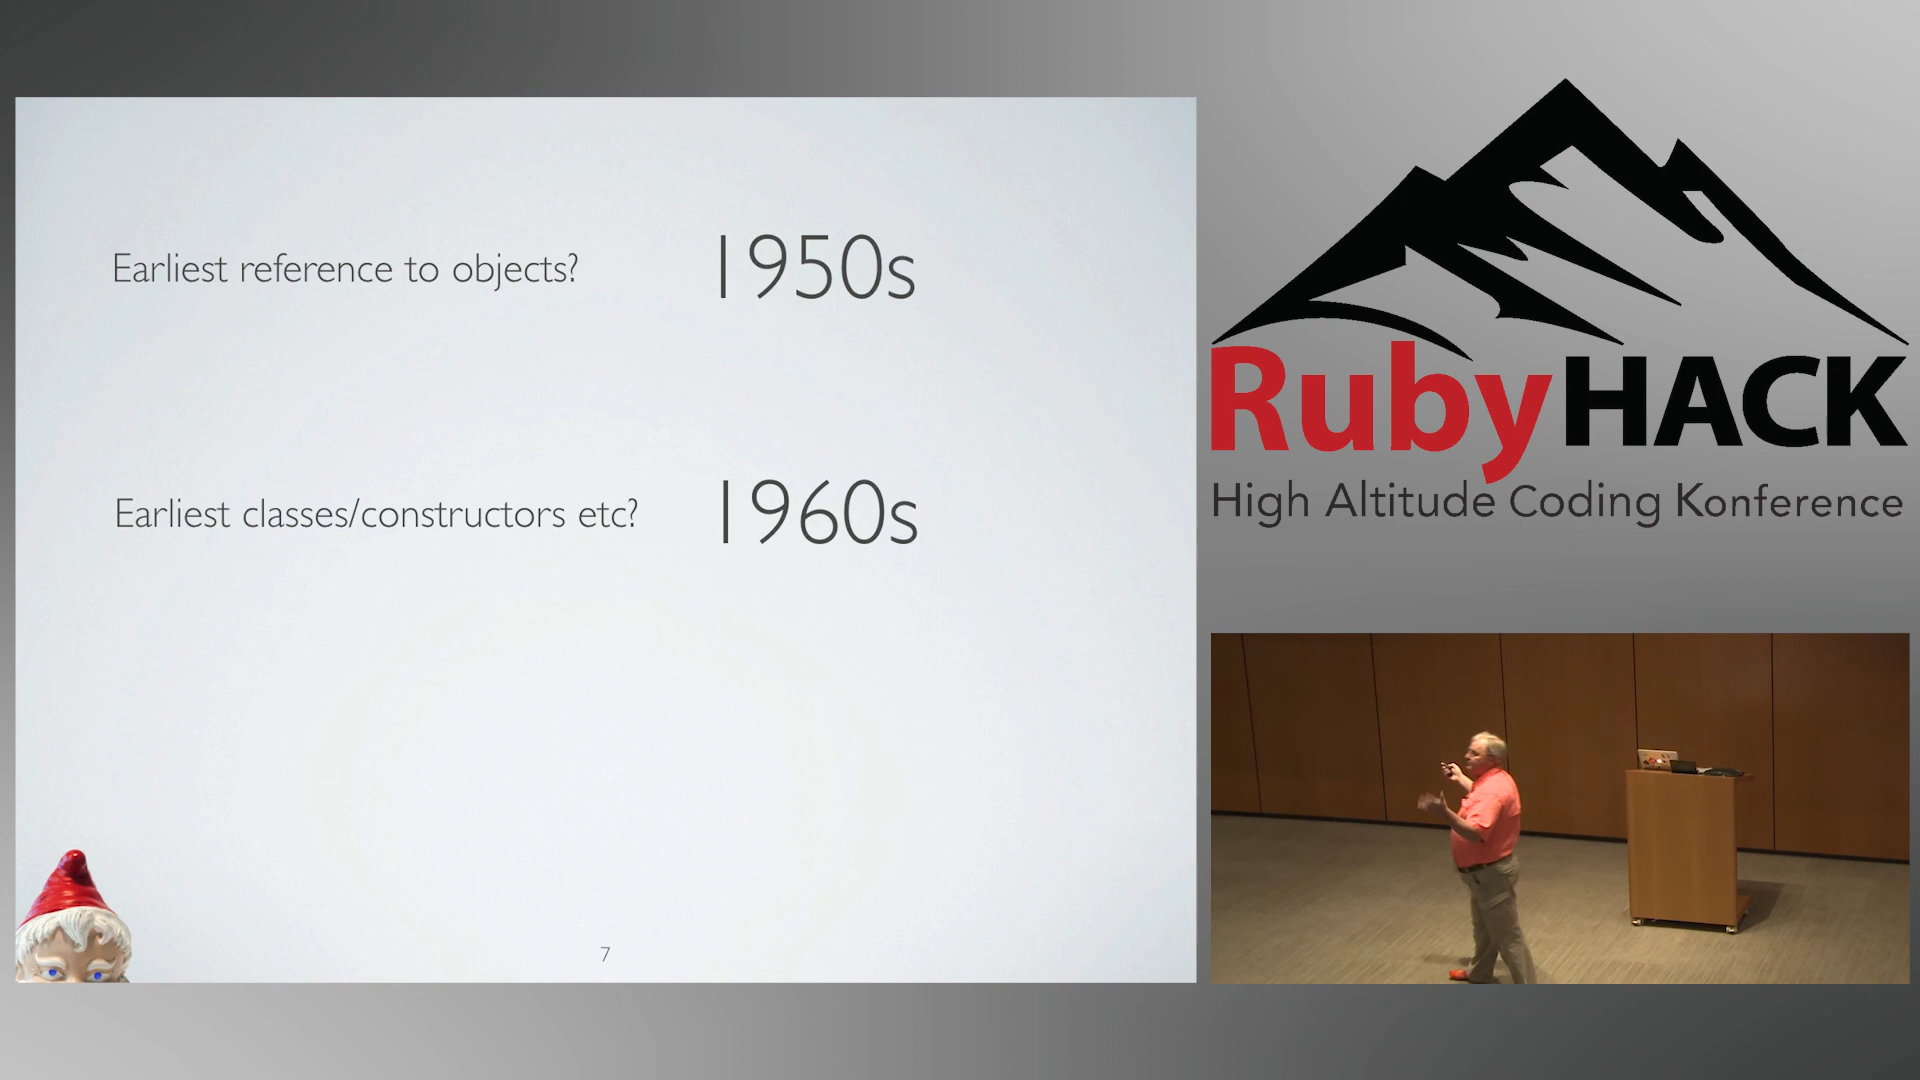 Earliest reference to objects? 1950s
Earliest classes/constructors etc? 1960s
7
RubyHACK
High Altitude Coding Konference